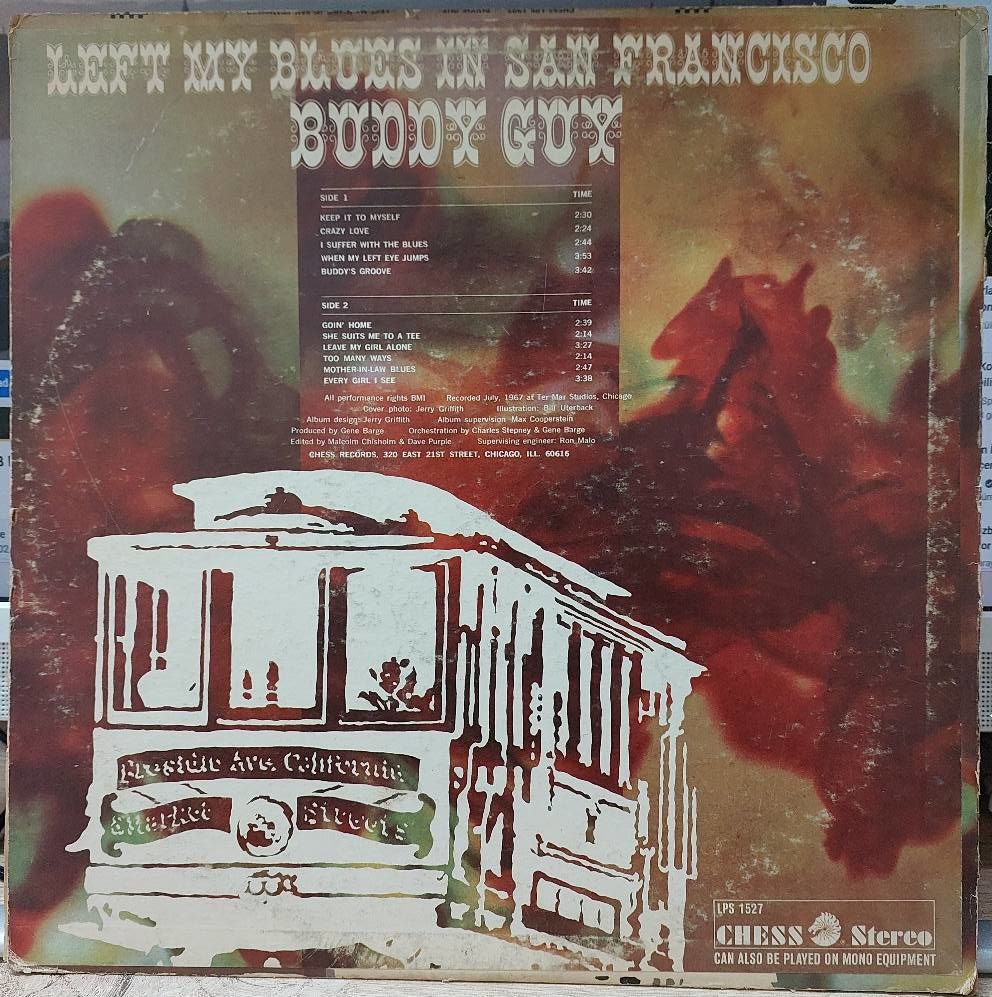 LEFT MY BLUES IN SAN FRANCISCO
BUDDY GUY
SIDE 1 TIME
KEEP IT TO MYSELF 2:30
CRAZY LOVE 2:24
I SUFFER WITH THE BLUES 2:44
WHEN MY LEFT EYE JUMPS 3:53
BUDDY'S GROOVE 3:42
SIDE 2 TIME
GOIN' HOME 2:39
SHE SUITS ME TO A TEE 2:14
LEAVE MY GIRL ALONE 3:27
TOO MANY WAYS 2:14
MOTHER-IN-LAW BLUES 2:47
EVERY GIRL I SEE 3:38
All performance rights BMI Recorded July, 1967 at Ter Mar Studios, Chicago
Cover photo: Jerry Griffith Illustration: Bill Uterback
Album design: Jerry Griffith Album supervision Max Cooperstein
Produced by Gene Barge Orchestration by Charles Stepney & Gene Barge
Edited by Malcolm Chisholm & Dave Purple Supervising engineer: Ron Malo
CHESS RECORDS, 320 EAST 21ST STREET, CHICAGO, ILL. 60616
Presidio Ave. California
& Market Streets
LPS 1527
CHESS Stereo
CAN ALSO BE PLAYED ON MONO EQUIPMENT